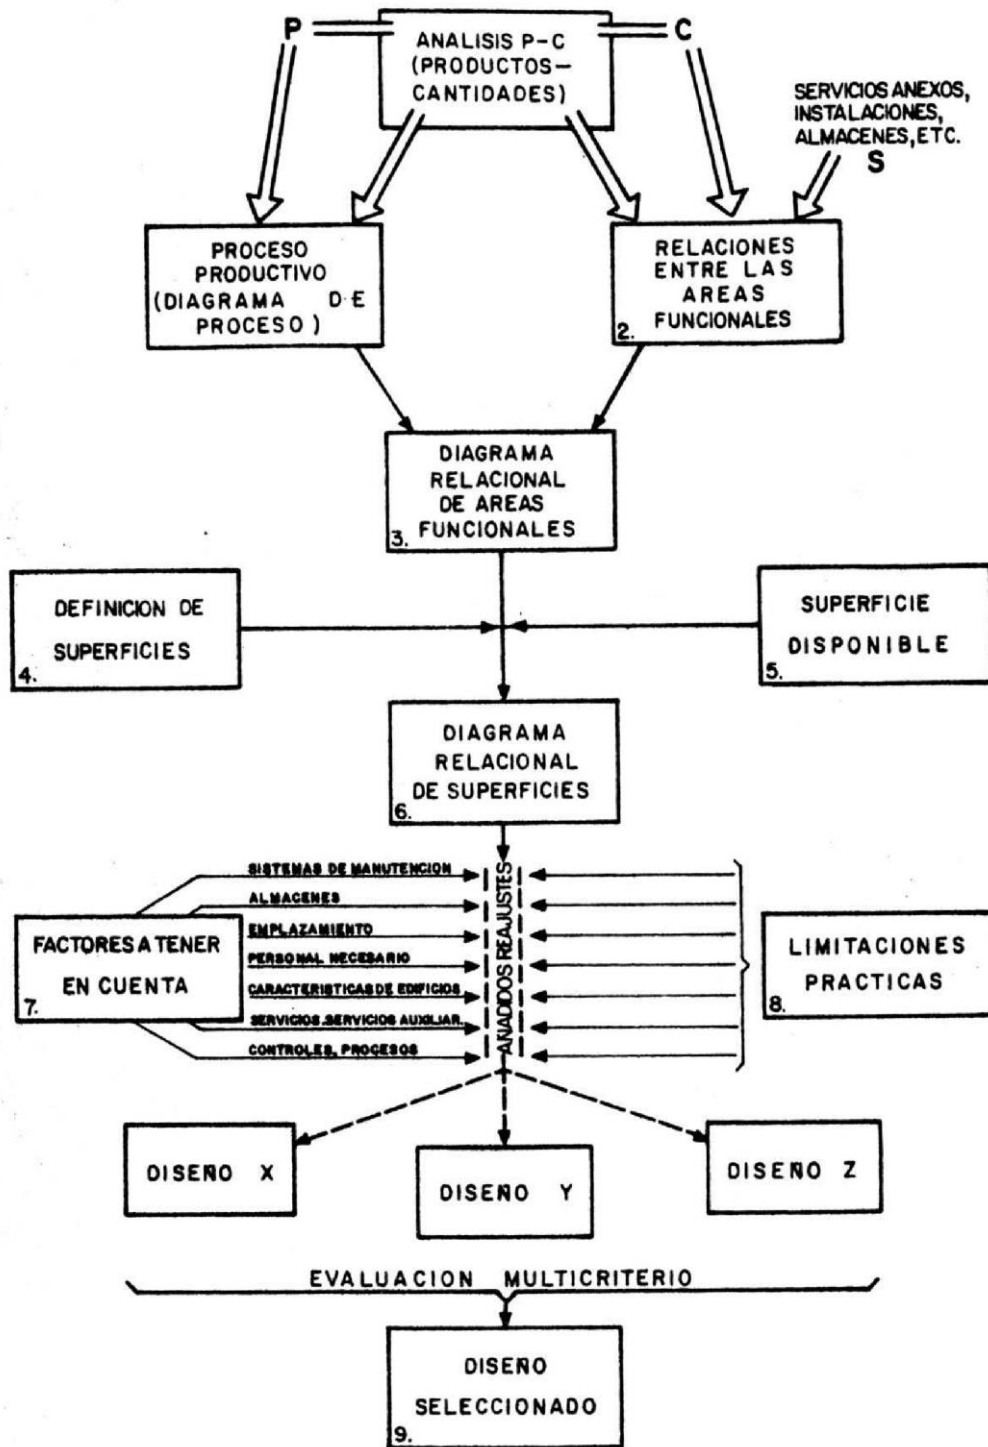 P
ANALISIS P-C
(PRODUCTOS-
CANTIDADES)
C
SERVICIOS ANEXOS,
INSTALACIONES,
ALMACENES, ETC.
S
PROCESO
PRODUCTIVO
(DIAGRAMA DE
PROCESO)
RELACIONES
ENTRE LAS
AREAS
FUNCIONALES
2.
DIAGRAMA
RELACIONAL
DE AREAS
FUNCIONALES
3.
DEFINICION DE
SUPERFICIES
4.
SUPERFICIE
DISPONIBLE
5.
DIAGRAMA
RELACIONAL
DE SUPERFICIES
6.
FACTORES A TENER
EN CUENTA
7.
SISTEMAS DE MANUTENCION
ALMACENES
EMPLAZAMIENTO
PERSONAL NECESARIO
CARACTERISTICAS DE EDIFICIOS
SERVICIOS.SERVICIOS AUXILIAR.
CONTROLES, PROCESOS
AÑADIDOS REAJUSTES
LIMITACIONES
PRACTICAS
8.
DISEÑO X
DISEÑO Y
DISEÑO Z
EVALUACION MULTICRITERIO
DISEÑO
SELECCIONADO
9.